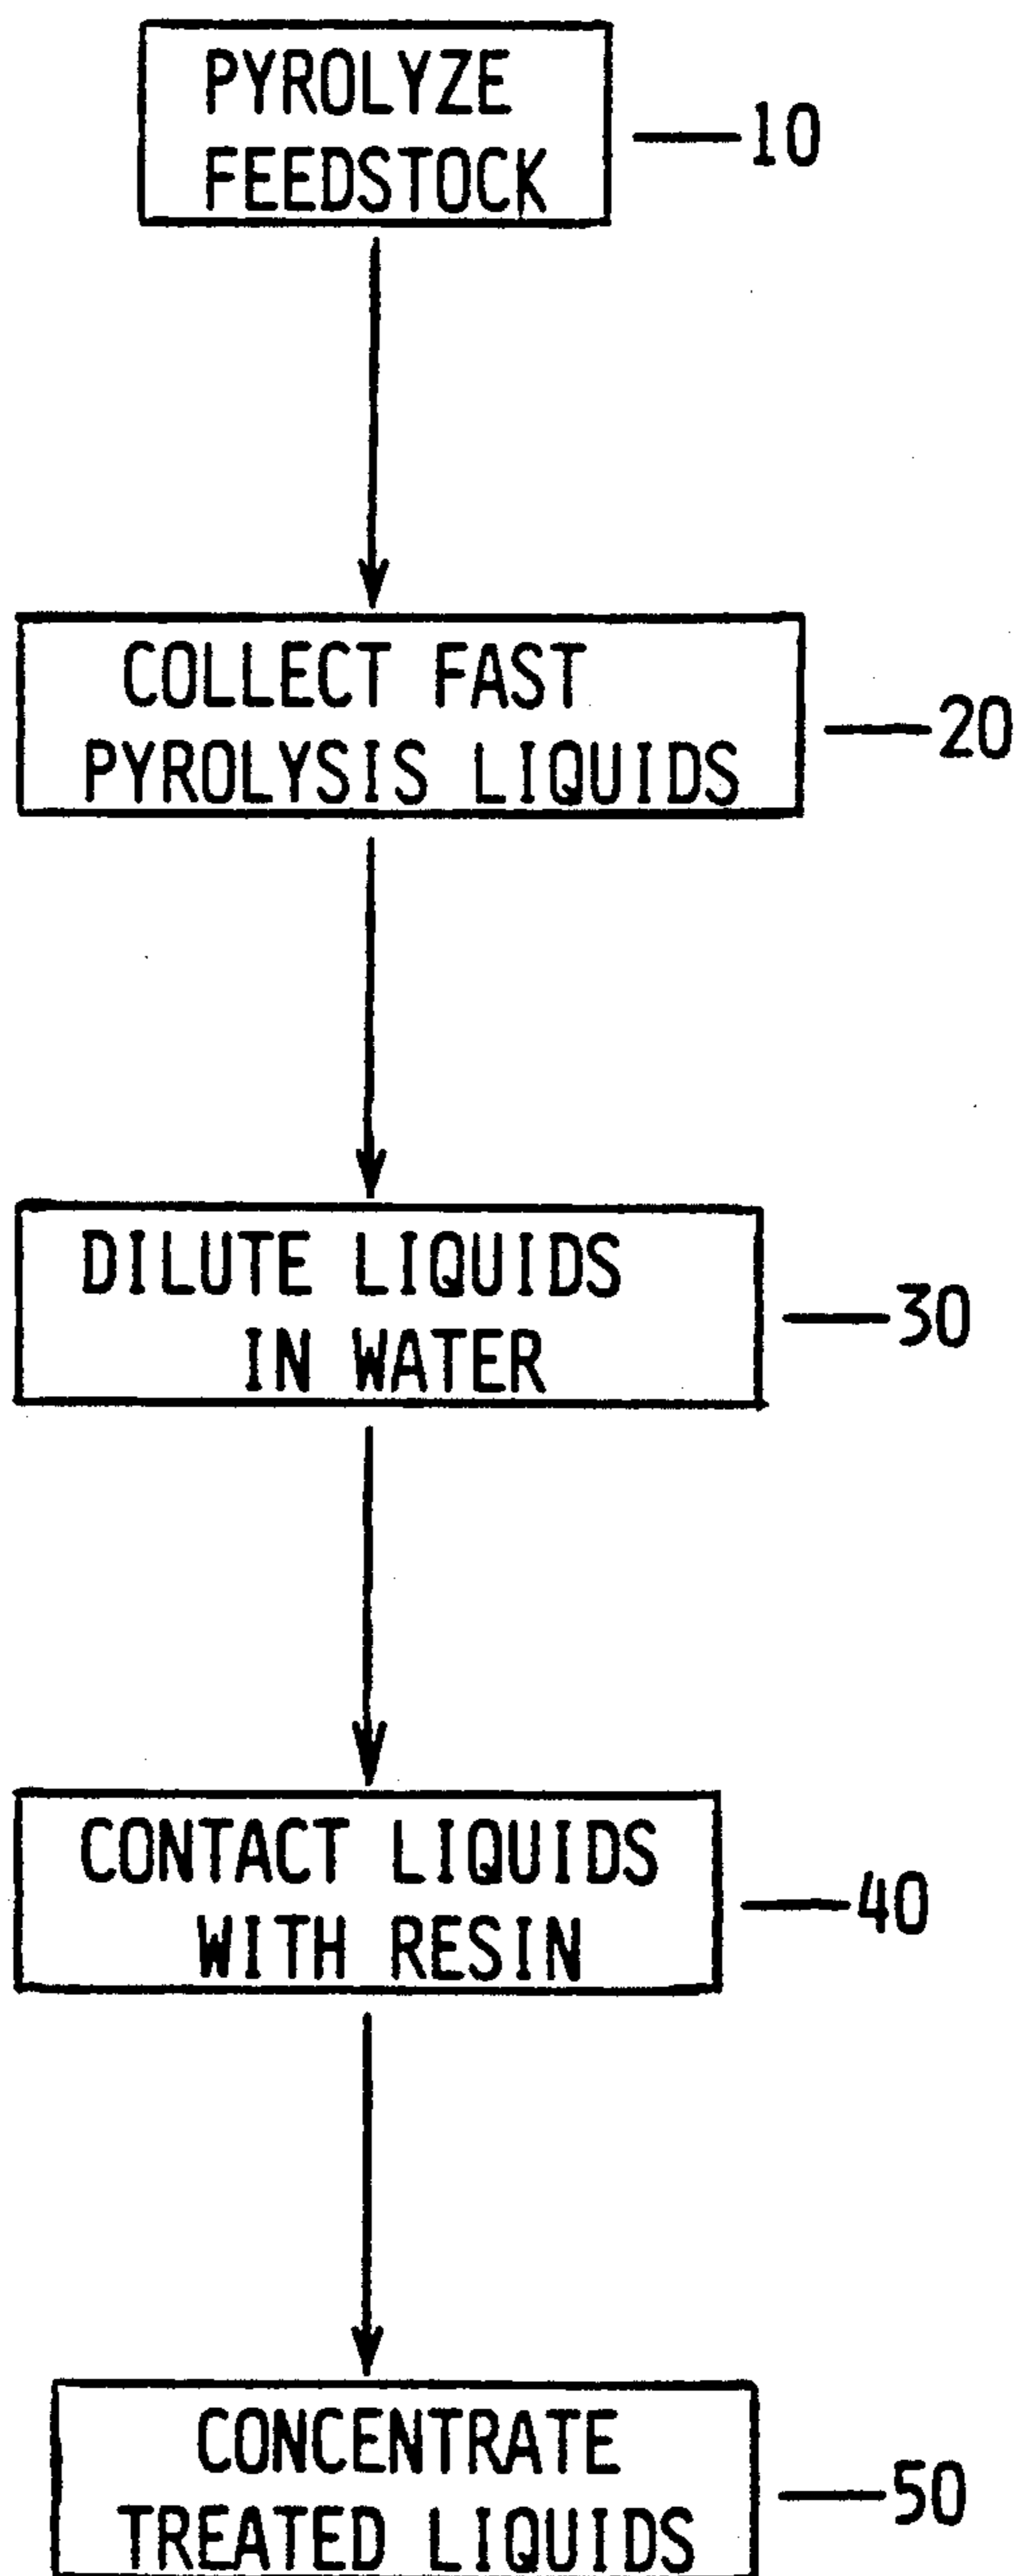 PYROLYZE
FEEDSTOCK
10
COLLECT FAST
PYROLYSIS LIQUIDS
20
DILUTE LIQUIDS
IN WATER
30
CONTACT LIQUIDS
WITH RESIN
40
CONCENTRATE
TREATED LIQUIDS
50